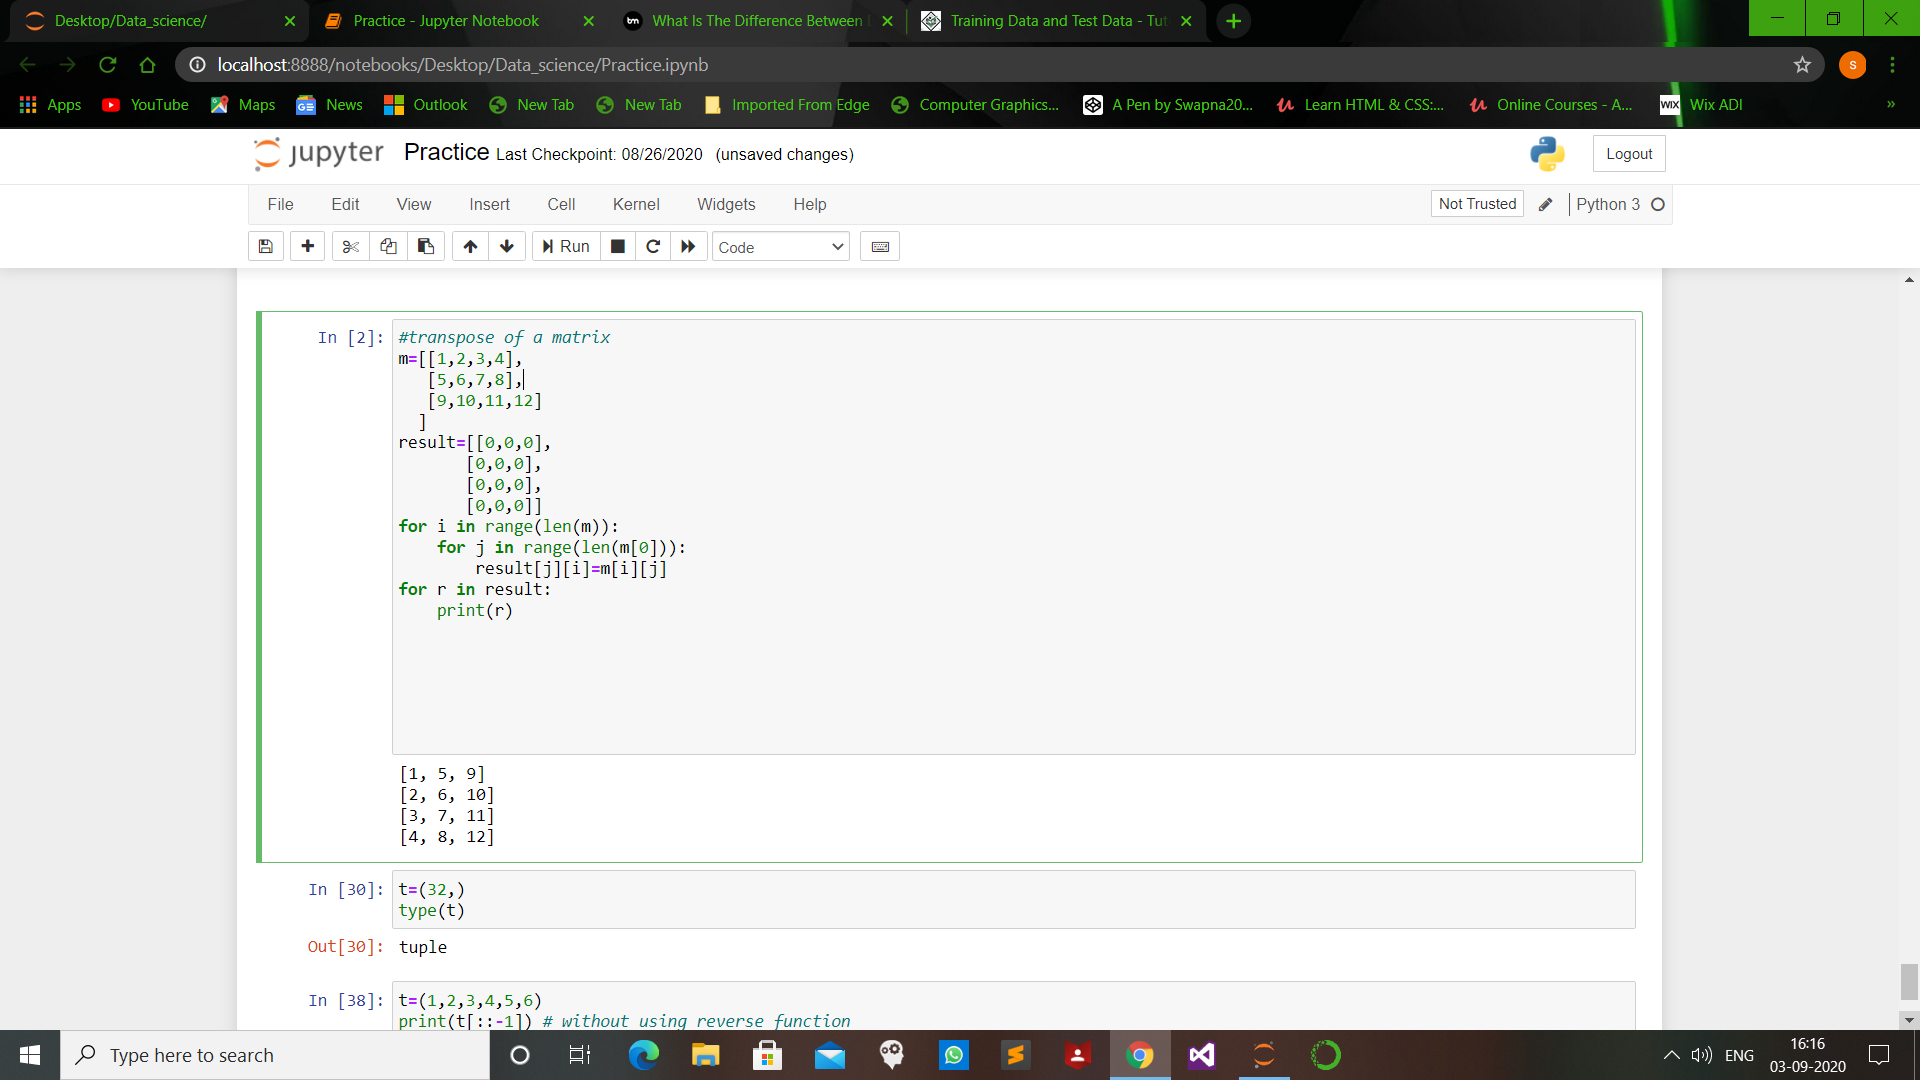 Desktop/Data_science/
Practice - Jupyter Notebook
What Is The Difference Between
Training Data and Test Data - Tut
localhost:8888/notebooks/Desktop/Data_science/Practice.ipynb
s
Apps
YouTube
Maps
News
Outlook
New Tab
New Tab
Imported From Edge
Computer Graphics...
A Pen by Swapna20...
Learn HTML & CSS:...
Online Courses - A...
WIX Wix ADI
»
jupyter Practice Last Checkpoint: 08/26/2020 (unsaved changes)
Logout
File Edit View Insert Cell Kernel Widgets Help
Not Trusted
Python 3
Run
Code
In [2]: #transpose of a matrix
m=[[1,2,3,4],
[5,6,7,8],
[9,10,11,12]
]
result=[[0,0,0],
[0,0,0],
[0,0,0],
[0,0,0]]
for i in range(len(m)):
for j in range(len(m[0])):
result[j][i]=m[i][j]
for r in result:
print(r)
[1, 5, 9]
[2, 6, 10]
[3, 7, 11]
[4, 8, 12]
In [30]: t=(32,)
type(t)
Out[30]: tuple
In [38]: t=(1,2,3,4,5,6)
print(t[::-1]) # without using reverse function
Type here to search
ENG
16:16
03-09-2020